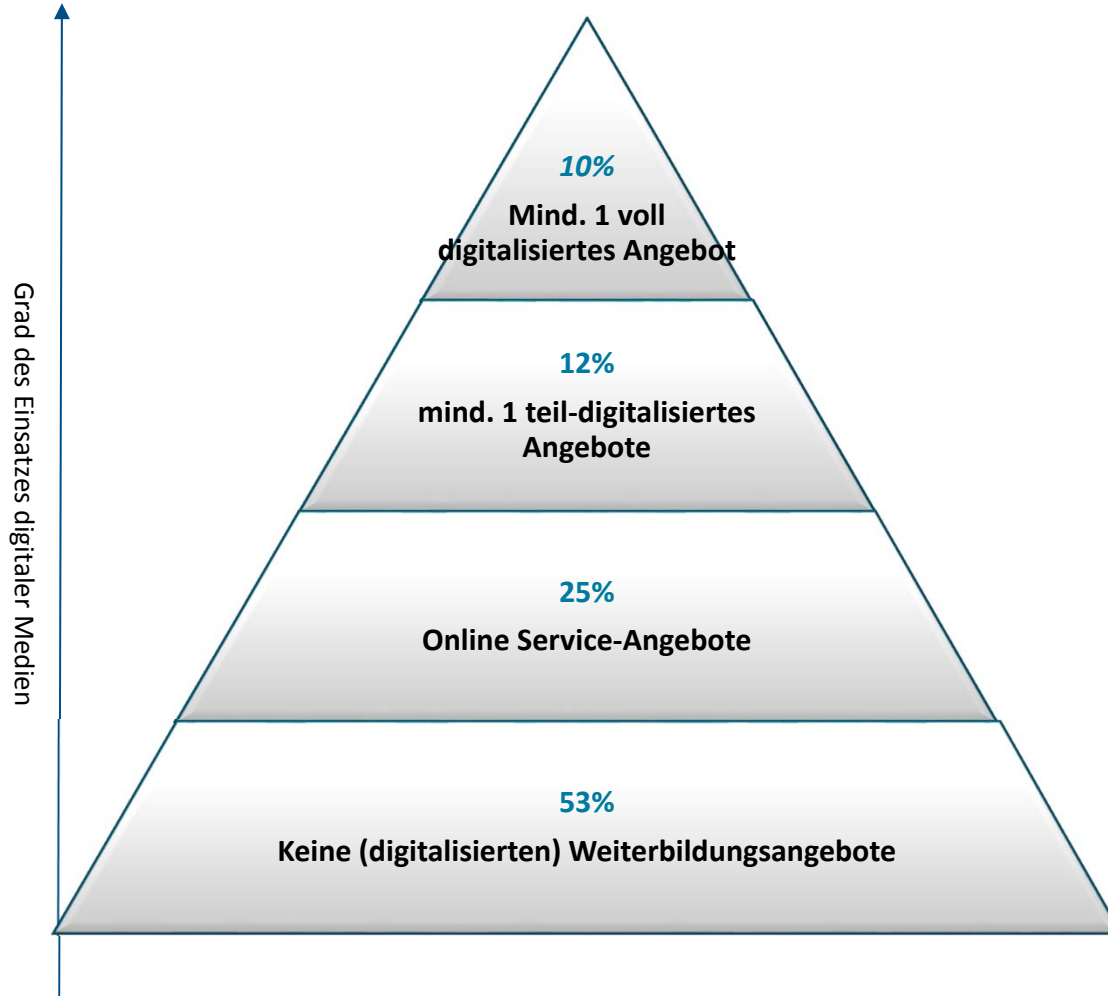 Grad des Einsatzes digitaler Medien
10%
Mind. 1 voll
digitalisiertes Angebot
12%
mind. 1 teil-digitalisiertes
Angebote
25%
Online Service-Angebote
53%
Keine (digitalisierten) Weiterbildungsangebote